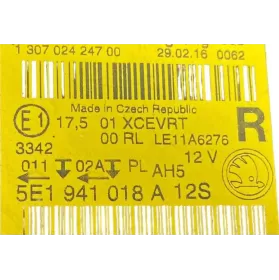 1 307 024 247 00 29.02.16 0062
Made in Czech Republic
E1 17,5 01 XCEVRT R
00 RL LE11A6276
3342 12 V
011 02A PL AH5
5E1 941 018 A 12S